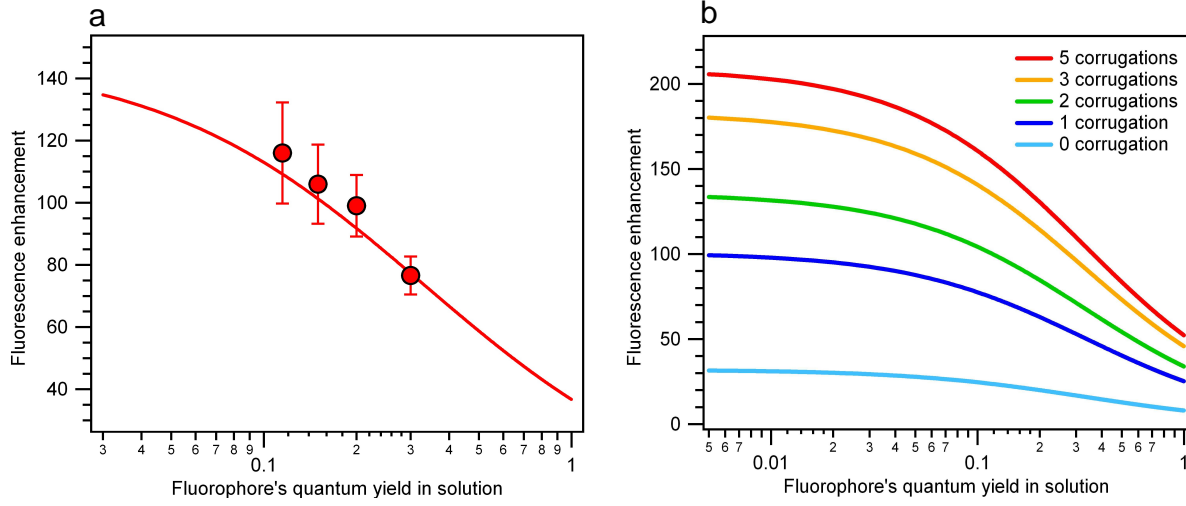 a
Fluorescence enhancement
140
120
100
80
60
40
3 4 5 6 7 8 9 2 3 4 5 6 7 8 9
0.1 1
Fluorophore's quantum yield in solution
b
Fluorescence enhancement
200
150
100
50
0
5 corrugations
3 corrugations
2 corrugations
1 corrugation
0 corrugation
5 6 7 2 3 4 5 6 7 2 3 4 5 6 7
0.01 0.1 1
Fluorophore's quantum yield in solution